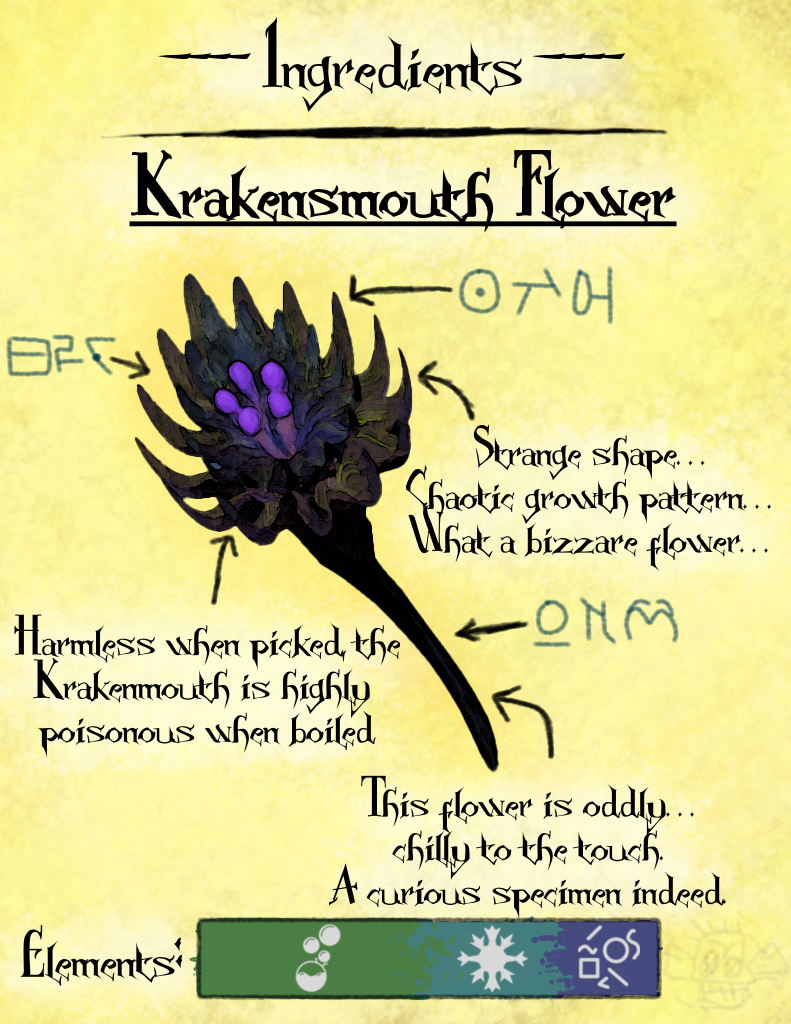 Ingredients
Krakensmouth Flower
Strange shape...
Chaotic growth pattern...
What a bizzare flower...
Harmless when picked, the
Krakenmouth is highly
poisonous when boiled.
This flower is oddly...
chilly to the touch.
A curious specimen indeed.
Elements: